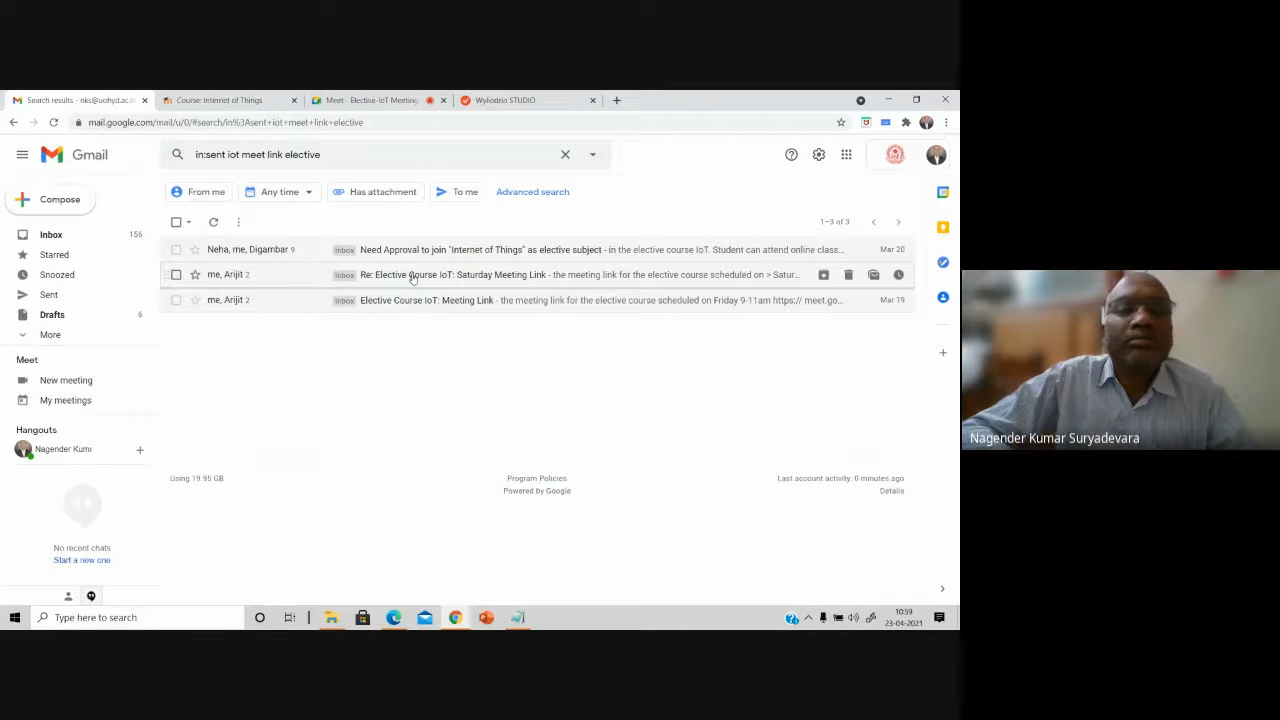 Search results - nks@uohyd.ac.in
Course: Internet of Things
Meet - Elective-IoT Meeting
Wyliodrin STUDIO
mail.google.com/mail/u/0/#search/in%3Asent+iot+meet+link+elective
Gmail
in:sent iot meet link elective
Compose
From me
Any time
Has attachment
To me
Advanced search
1–3 of 3
Inbox 156
Starred
Snoozed
Sent
Drafts 6
More
Neha, me, Digambar 9 Inbox Need Approval to join "Internet of Things" as elective subject - in the elective course IoT. Student can attend online class... Mar 20
me, Arijit 2 Inbox Re: Elective Course IoT: Saturday Meeting Link - the meeting link for the elective course scheduled on > Satur...
me, Arijit 2 Inbox Elective Course IoT: Meeting Link - the meeting link for the elective course scheduled on Friday 9-11am https:// meet.go... Mar 19
Meet
New meeting
My meetings
Hangouts
Nagender Kum
No recent chats
Start a new one
Using 19.95 GB
Program Policies
Powered by Google
Last account activity: 0 minutes ago
Details
Nagender Kumar Suryadevara
Type here to search
10:59
23-04-2021